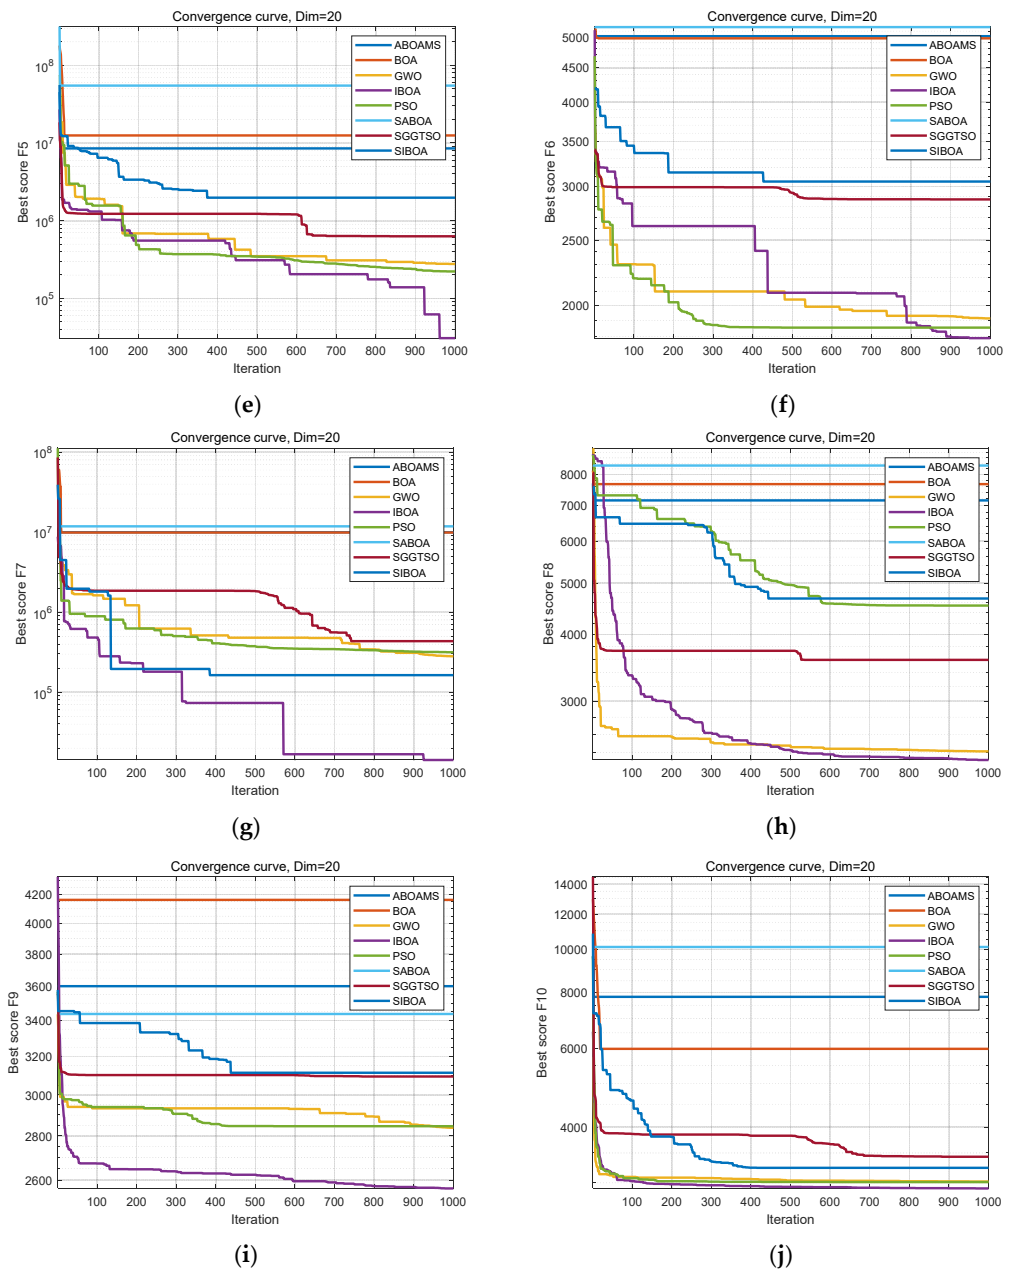 Convergence curve, Dim=20
Best score F5
10^8
10^7
10^6
10^5
ABOAMS
BOA
GWO
IBOA
PSO
SABOA
SGGTSO
SIBOA
100 200 300 400 500 600 700 800 900 1000
Iteration
(e)
Convergence curve, Dim=20
Best score F6
5000
4500
4000
3500
3000
2500
2000
ABOAMS
BOA
GWO
IBOA
PSO
SABOA
SGGTSO
SIBOA
100 200 300 400 500 600 700 800 900 1000
Iteration
(f)
Convergence curve, Dim=20
Best score F7
10^8
10^7
10^6
10^5
ABOAMS
BOA
GWO
IBOA
PSO
SABOA
SGGTSO
SIBOA
100 200 300 400 500 600 700 800 900 1000
Iteration
(g)
Convergence curve, Dim=20
Best score F8
8000
7000
6000
5000
4000
3000
ABOAMS
BOA
GWO
IBOA
PSO
SABOA
SGGTSO
SIBOA
100 200 300 400 500 600 700 800 900 1000
Iteration
(h)
Convergence curve, Dim=20
Best score F9
4200
4000
3800
3600
3400
3200
3000
2800
2600
ABOAMS
BOA
GWO
IBOA
PSO
SABOA
SGGTSO
SIBOA
100 200 300 400 500 600 700 800 900 1000
Iteration
(i)
Convergence curve, Dim=20
Best score F10
14000
12000
10000
8000
6000
4000
ABOAMS
BOA
GWO
IBOA
PSO
SABOA
SGGTSO
SIBOA
100 200 300 400 500 600 700 800 900 1000
Iteration
(j)